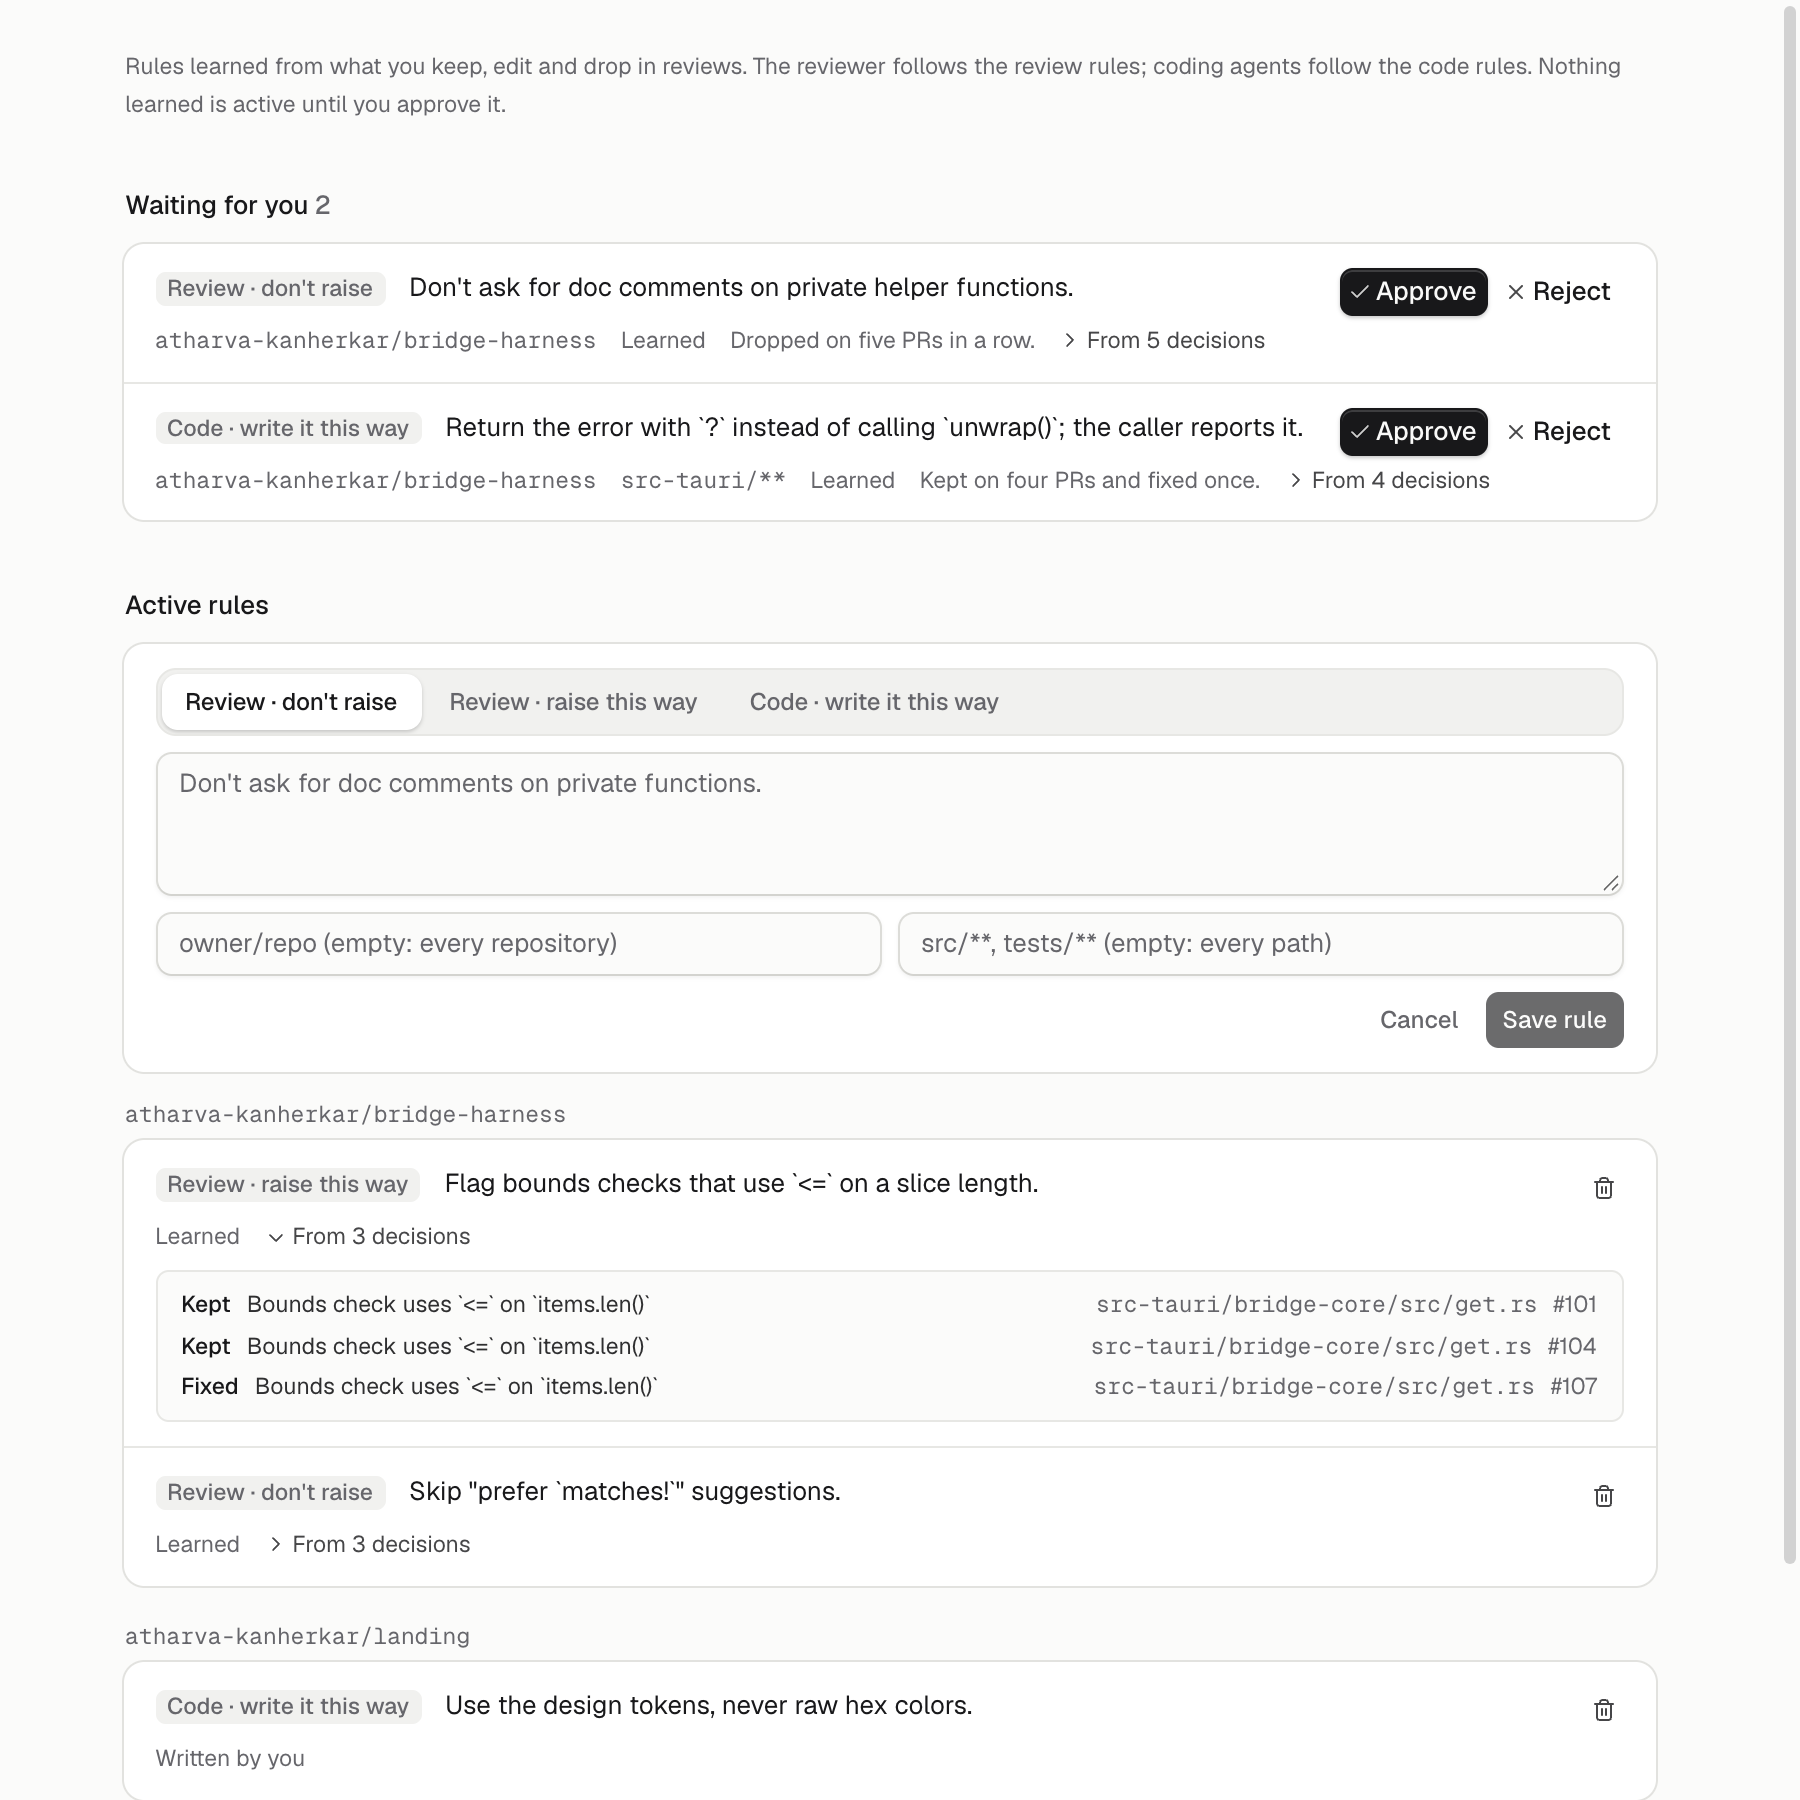 Rules learned from what you keep, edit and drop in reviews. The reviewer follows the review rules; coding agents follow the code rules. Nothing
learned is active until you approve it.
Waiting for you 2
Review · don't raise Don't ask for doc comments on private helper functions. Approve Reject
atharva-kanherkar/bridge-harness Learned Dropped on five PRs in a row. From 5 decisions
Code · write it this way Return the error with `?` instead of calling `unwrap()`; the caller reports it. Approve Reject
atharva-kanherkar/bridge-harness src-tauri/** Learned Kept on four PRs and fixed once. From 4 decisions
Active rules
Review · don't raise Review · raise this way Code · write it this way
Don't ask for doc comments on private functions.
owner/repo (empty: every repository) src/**, tests/** (empty: every path)
Cancel Save rule
atharva-kanherkar/bridge-harness
Review · raise this way Flag bounds checks that use `<=` on a slice length.
Learned From 3 decisions
Kept Bounds check uses `<=` on `items.len()` src-tauri/bridge-core/src/get.rs #101
Kept Bounds check uses `<=` on `items.len()` src-tauri/bridge-core/src/get.rs #104
Fixed Bounds check uses `<=` on `items.len()` src-tauri/bridge-core/src/get.rs #107
Review · don't raise Skip "prefer `matches!`" suggestions.
Learned From 3 decisions
atharva-kanherkar/landing
Code · write it this way Use the design tokens, never raw hex colors.
Written by you